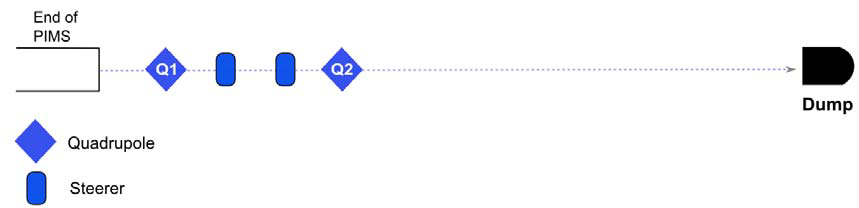 End of
PIMS
Q1
Q2
Dump
Quadrupole
Steerer